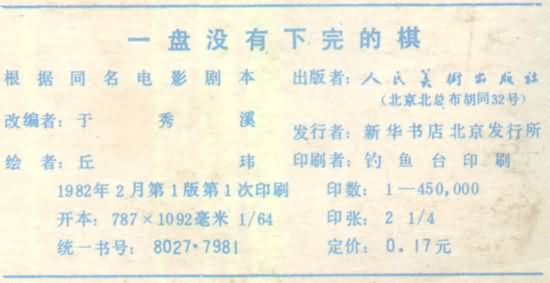 一盘没有下完的棋
根据同名电影剧本
改编者：于秀溪
绘者：丘玮
1982年2月第1版第1次印刷
开本：787×1092毫米 1/64
统一书号：8027·7981
出版者：人民美術出版社
（北京北总布胡同32号）
发行者：新华书店北京发行所
印刷者：钓鱼台印刷
印数：1—450,000
印张：2 1/4
定价：0.17元